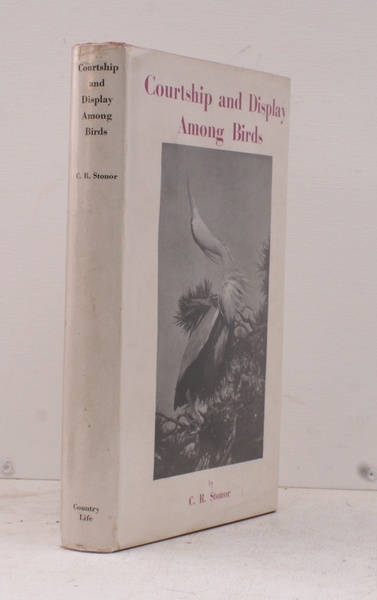 Courtship
and
Display
Among
Birds
C. R. Stonor
Country
Life
Courtship and Display
Among Birds
by
C. R. Stonor